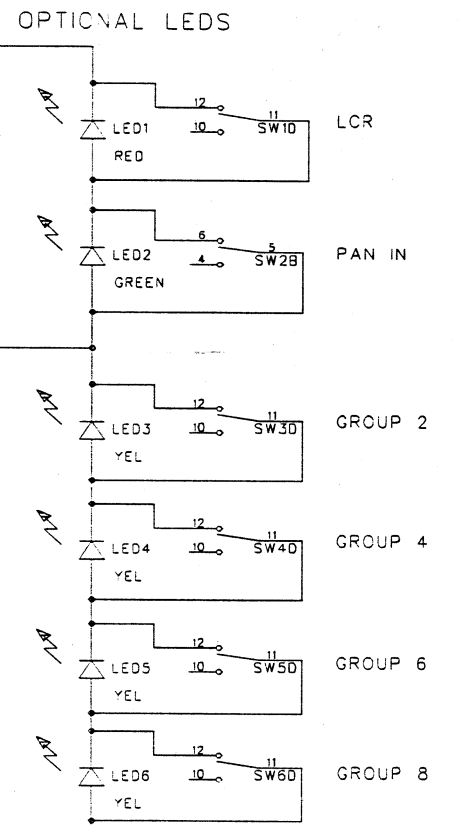 OPTIONAL LEDS
12
11
LCR
LED1
10
SW1D
RED
6
5
PAN IN
LED2
4
SW2B
GREEN
12
11
GROUP 2
LED3
10
SW3D
YEL
12
11
GROUP 4
LED4
10
SW4D
YEL
12
11
GROUP 6
LED5
10
SW5D
YEL
12
11
GROUP 8
LED6
10
SW6D
YEL